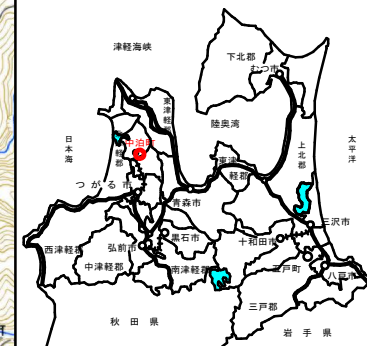 津軽海峡
下北郡
むつ市
東津軽郡
陸奥湾
太平洋
日本海
中泊町
軽郡
東津
軽郡
上北郡
つがる市
青森市
三沢市
黒石市
十和田市
西津軽郡
弘前市
中津軽郡
南津軽郡
三戸町
八戸市
三戸郡
秋田県
岩手県
町